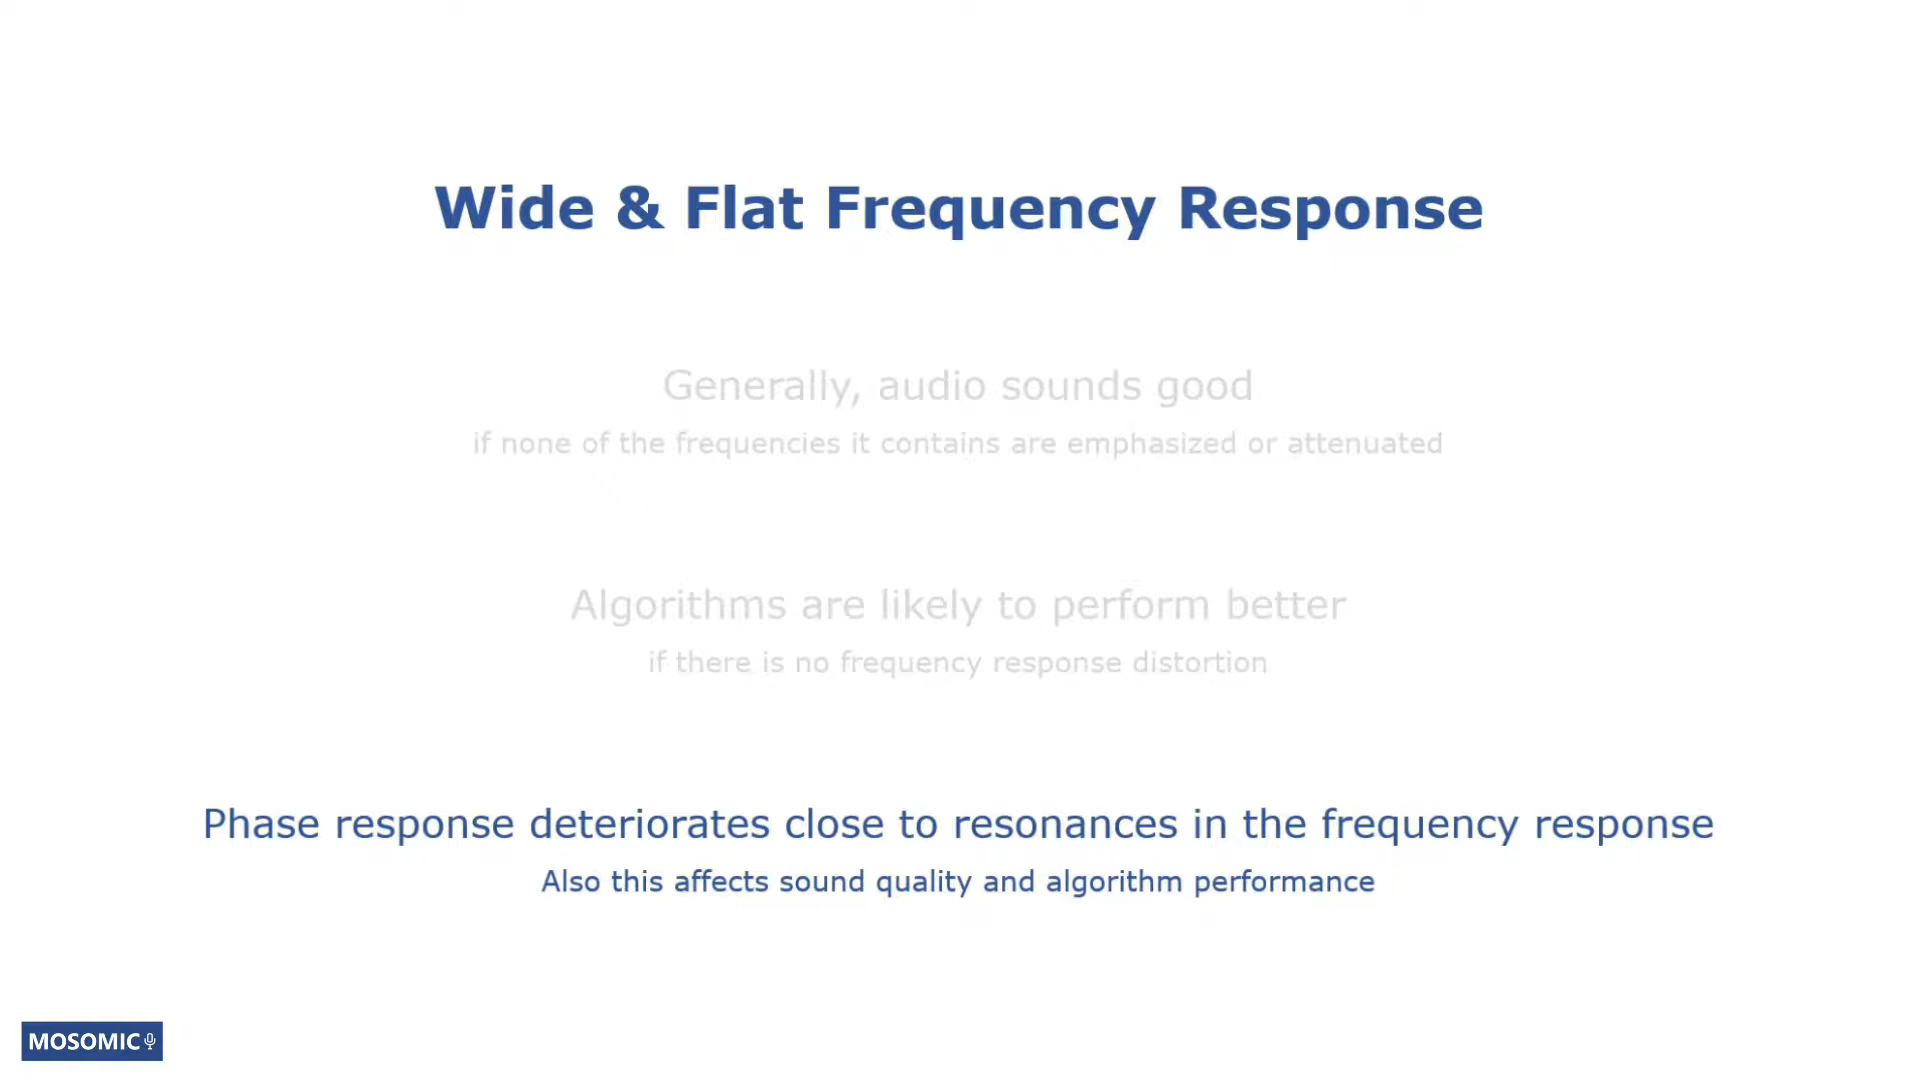 Wide & Flat Frequency Response
Generally, audio sounds good
if none of the frequencies it contains are emphasized or attenuated
Algorithms are likely to perform better
if there is no frequency response distortion
Phase response deteriorates close to resonances in the frequency response
Also this affects sound quality and algorithm performance
MOSOMIC